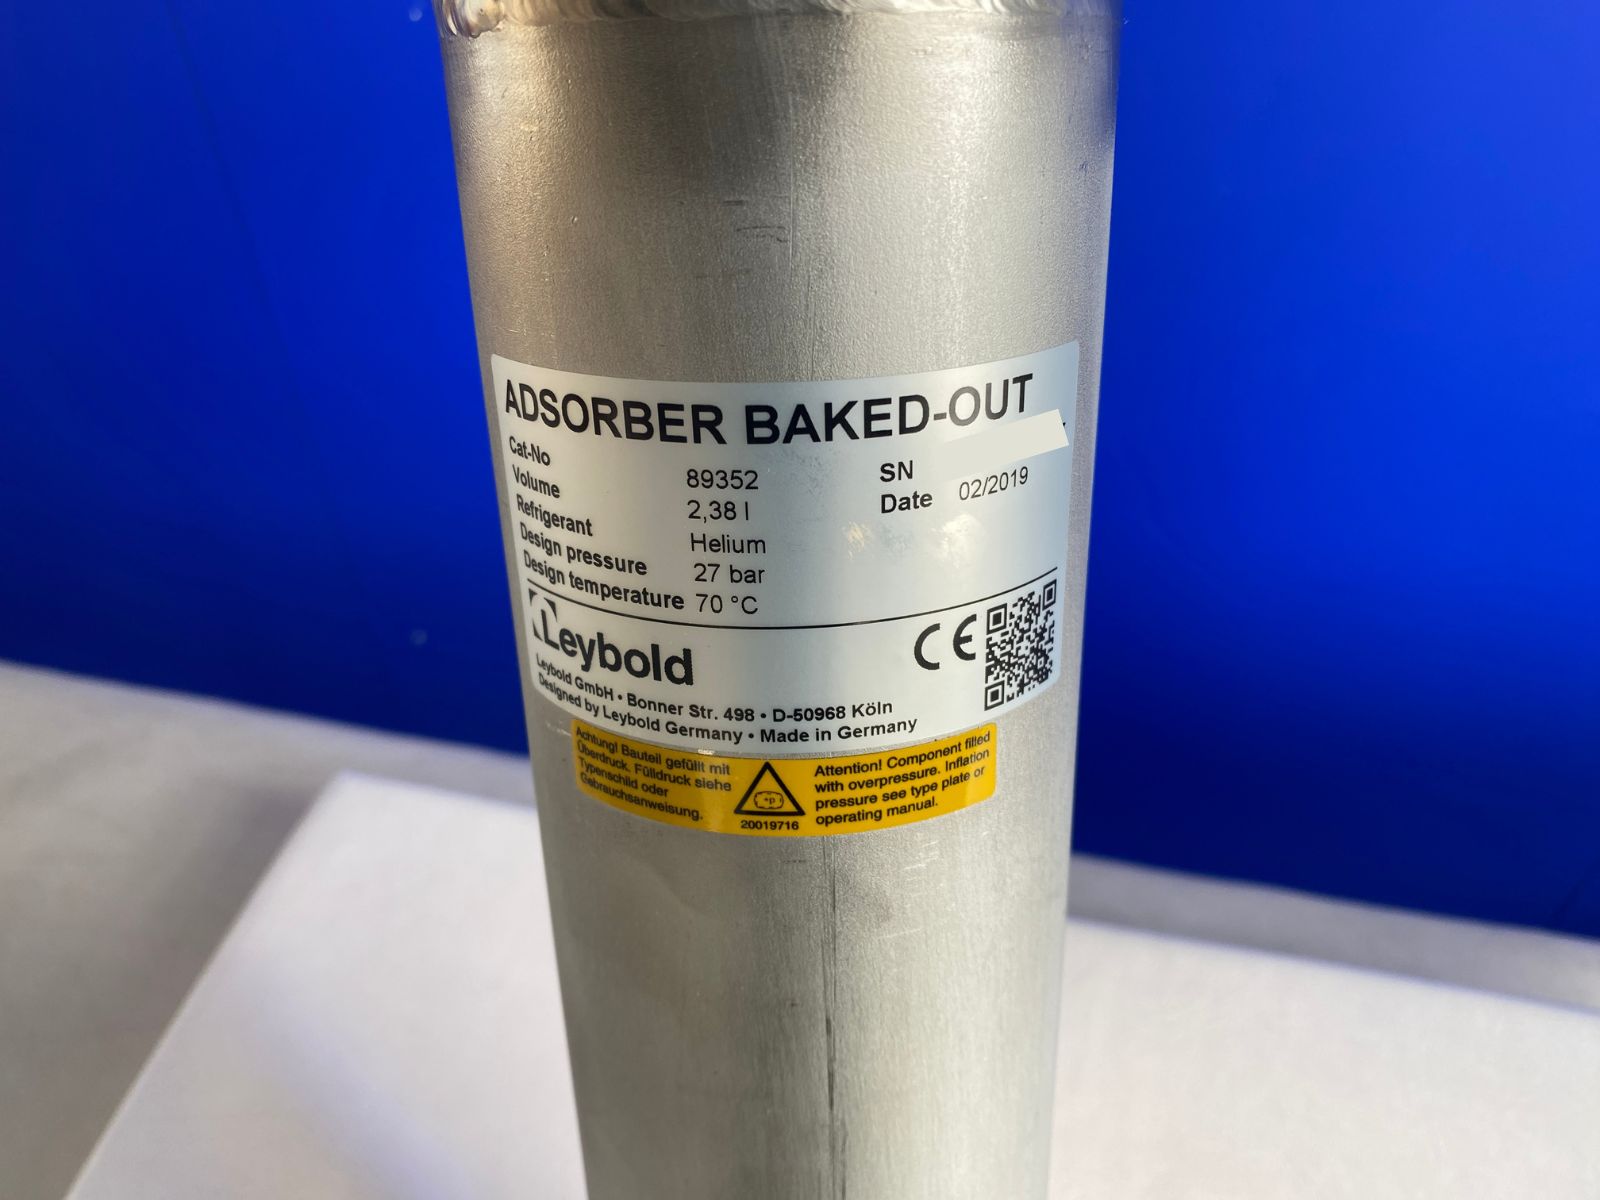 ADSORBER BAKED-OUT
Cat-No 89352 SN
Volume 2,38 l Date 02/2019
Refrigerant Helium
Design pressure 27 bar
Design temperature 70 °C
Leybold
CE
Leybold GmbH • Bonner Str. 498 • D-50968 Köln
Designed by Leybold Germany • Made in Germany
Achtung! Bauteil gefüllt mit
Überdruck. Fülldruck siehe
Typenschild oder
Gebrauchsanweisung.
+p
20019716
Attention! Component filled
with overpressure. Inflation
pressure see type plate or
operating manual.